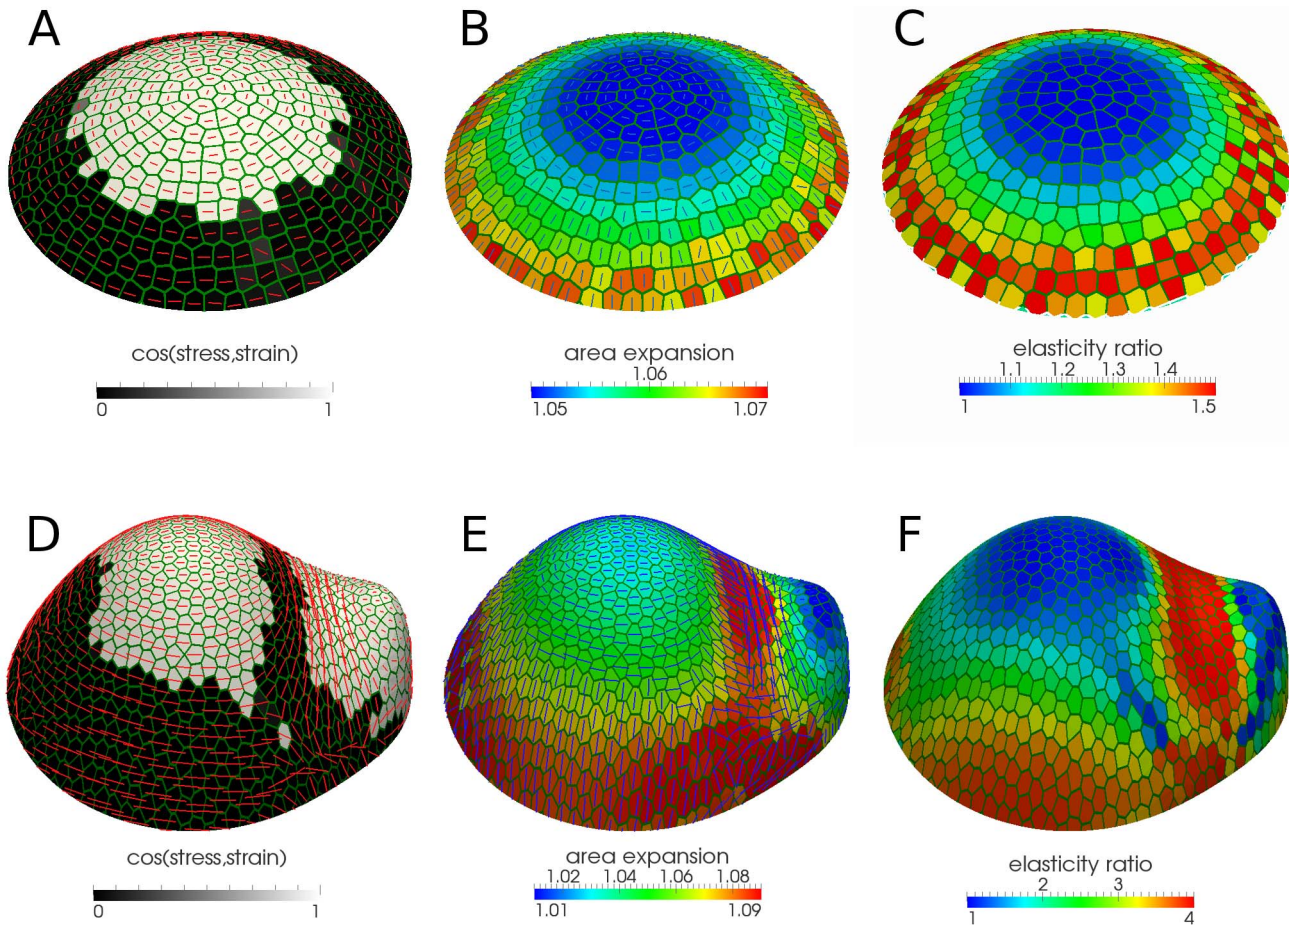 A
B
C
cos(stress,strain)
0
1
area expansion
1.06
1.05
1.07
elasticity ratio
1.1
1.2
1.3
1.4
1
1.5
D
E
F
cos(stress,strain)
0
1
area expansion
1.02
1.04
1.06
1.08
1.01
1.09
elasticity ratio
2
3
1
4